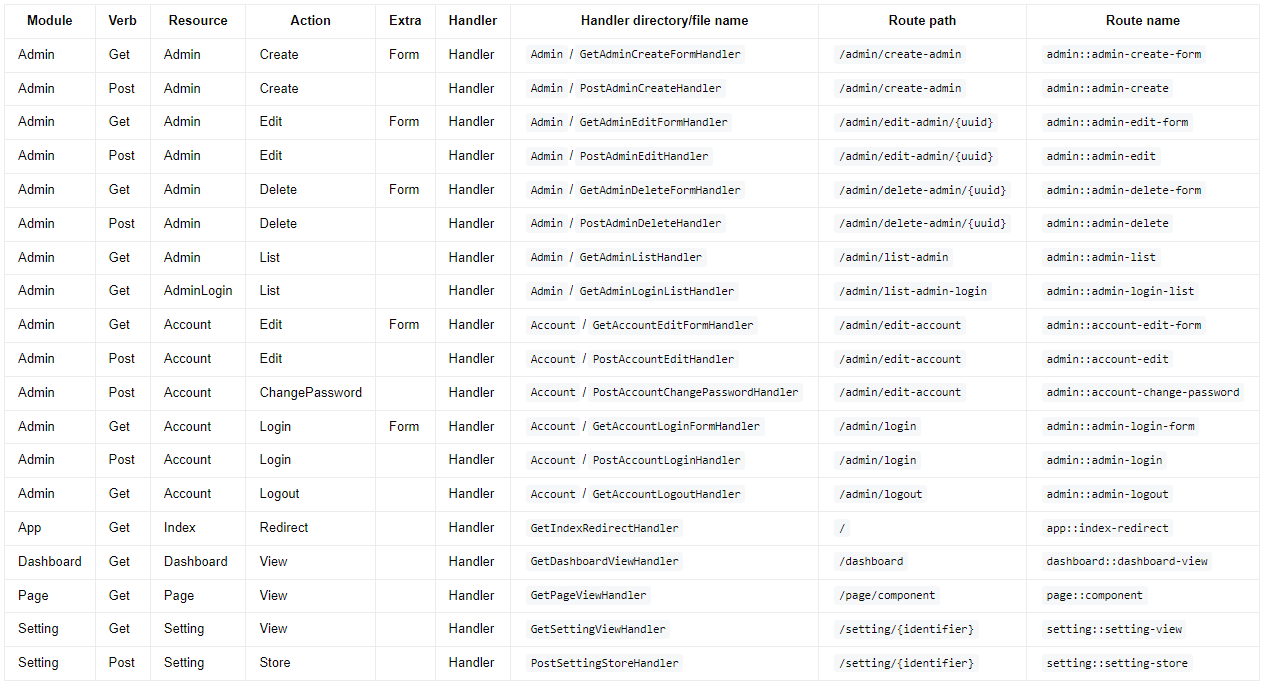 Module Verb Resource Action Extra Handler Handler directory/file name Route path Route name
Admin Get Admin Create Form Handler Admin / GetAdminCreateFormHandler /admin/create-admin admin::admin-create-form
Admin Post Admin Create Handler Admin / PostAdminCreateHandler /admin/create-admin admin::admin-create
Admin Get Admin Edit Form Handler Admin / GetAdminEditFormHandler /admin/edit-admin/{uuid} admin::admin-edit-form
Admin Post Admin Edit Handler Admin / PostAdminEditHandler /admin/edit-admin/{uuid} admin::admin-edit
Admin Get Admin Delete Form Handler Admin / GetAdminDeleteFormHandler /admin/delete-admin/{uuid} admin::admin-delete-form
Admin Post Admin Delete Handler Admin / PostAdminDeleteHandler /admin/delete-admin/{uuid} admin::admin-delete
Admin Get Admin List Handler Admin / GetAdminListHandler /admin/list-admin admin::admin-list
Admin Get AdminLogin List Handler Admin / GetAdminLoginListHandler /admin/list-admin-login admin::admin-login-list
Admin Get Account Edit Form Handler Account / GetAccountEditFormHandler /admin/edit-account admin::account-edit-form
Admin Post Account Edit Handler Account / PostAccountEditHandler /admin/edit-account admin::account-edit
Admin Post Account ChangePassword Handler Account / PostAccountChangePasswordHandler /admin/edit-account admin::account-change-password
Admin Get Account Login Form Handler Account / GetAccountLoginFormHandler /admin/login admin::admin-login-form
Admin Post Account Login Handler Account / PostAccountLoginHandler /admin/login admin::admin-login
Admin Get Account Logout Handler Account / GetAccountLogoutHandler /admin/logout admin::admin-logout
App Get Index Redirect Handler GetIndexRedirectHandler / app::index-redirect
Dashboard Get Dashboard View Handler GetDashboardViewHandler /dashboard dashboard::dashboard-view
Page Get Page View Handler GetPageViewHandler /page/component page::component
Setting Get Setting View Handler GetSettingViewHandler /setting/{identifier} setting::setting-view
Setting Post Setting Store Handler PostSettingStoreHandler /setting/{identifier} setting::setting-store